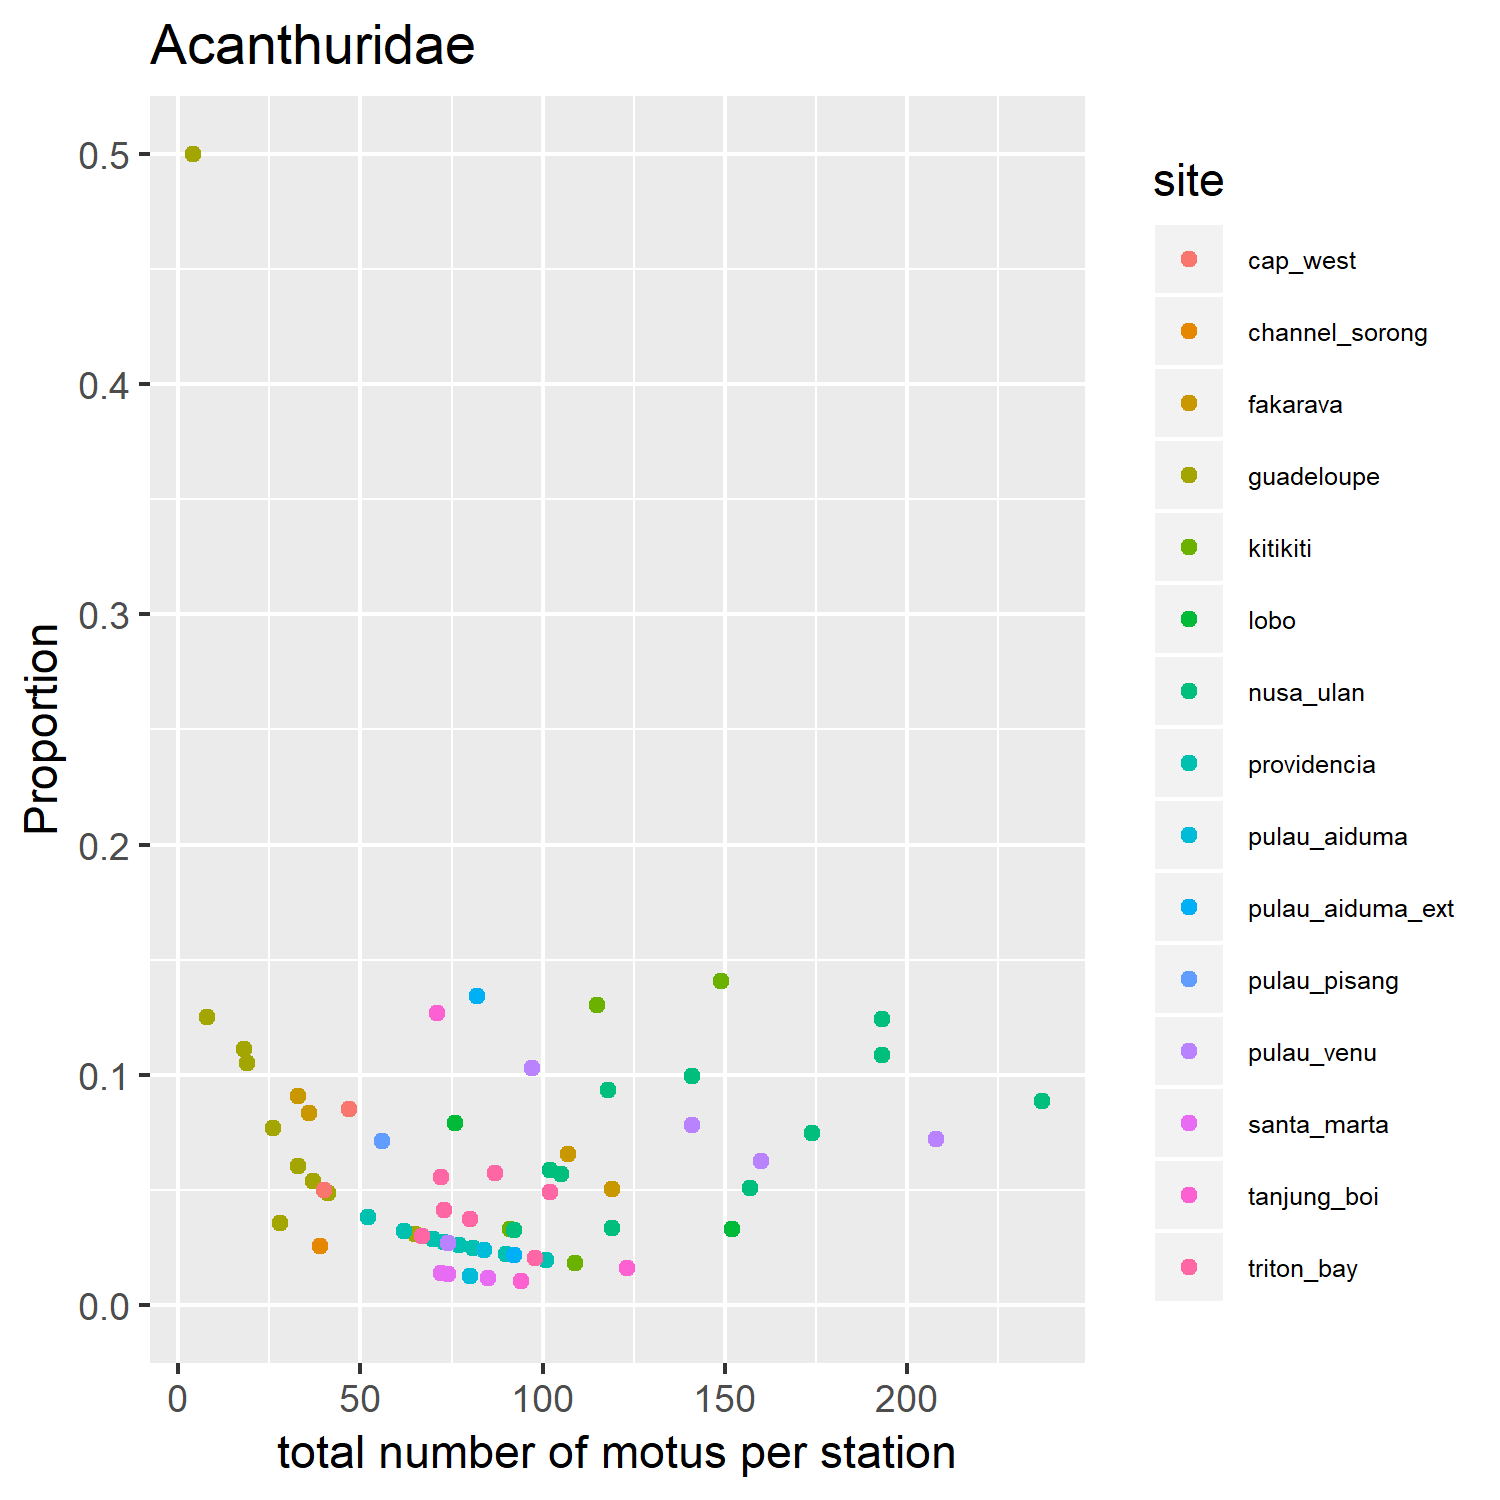 Acanthuridae
0.5
0.4
0.3
0.2
0.1
0.0
Proportion
0 50 100 150 200
total number of motus per station
site
cap_west
channel_sorong
fakarava
guadeloupe
kitikiti
lobo
nusa_ulan
providencia
pulau_aiduma
pulau_aiduma_ext
pulau_pisang
pulau_venu
santa_marta
tanjung_boi
triton_bay